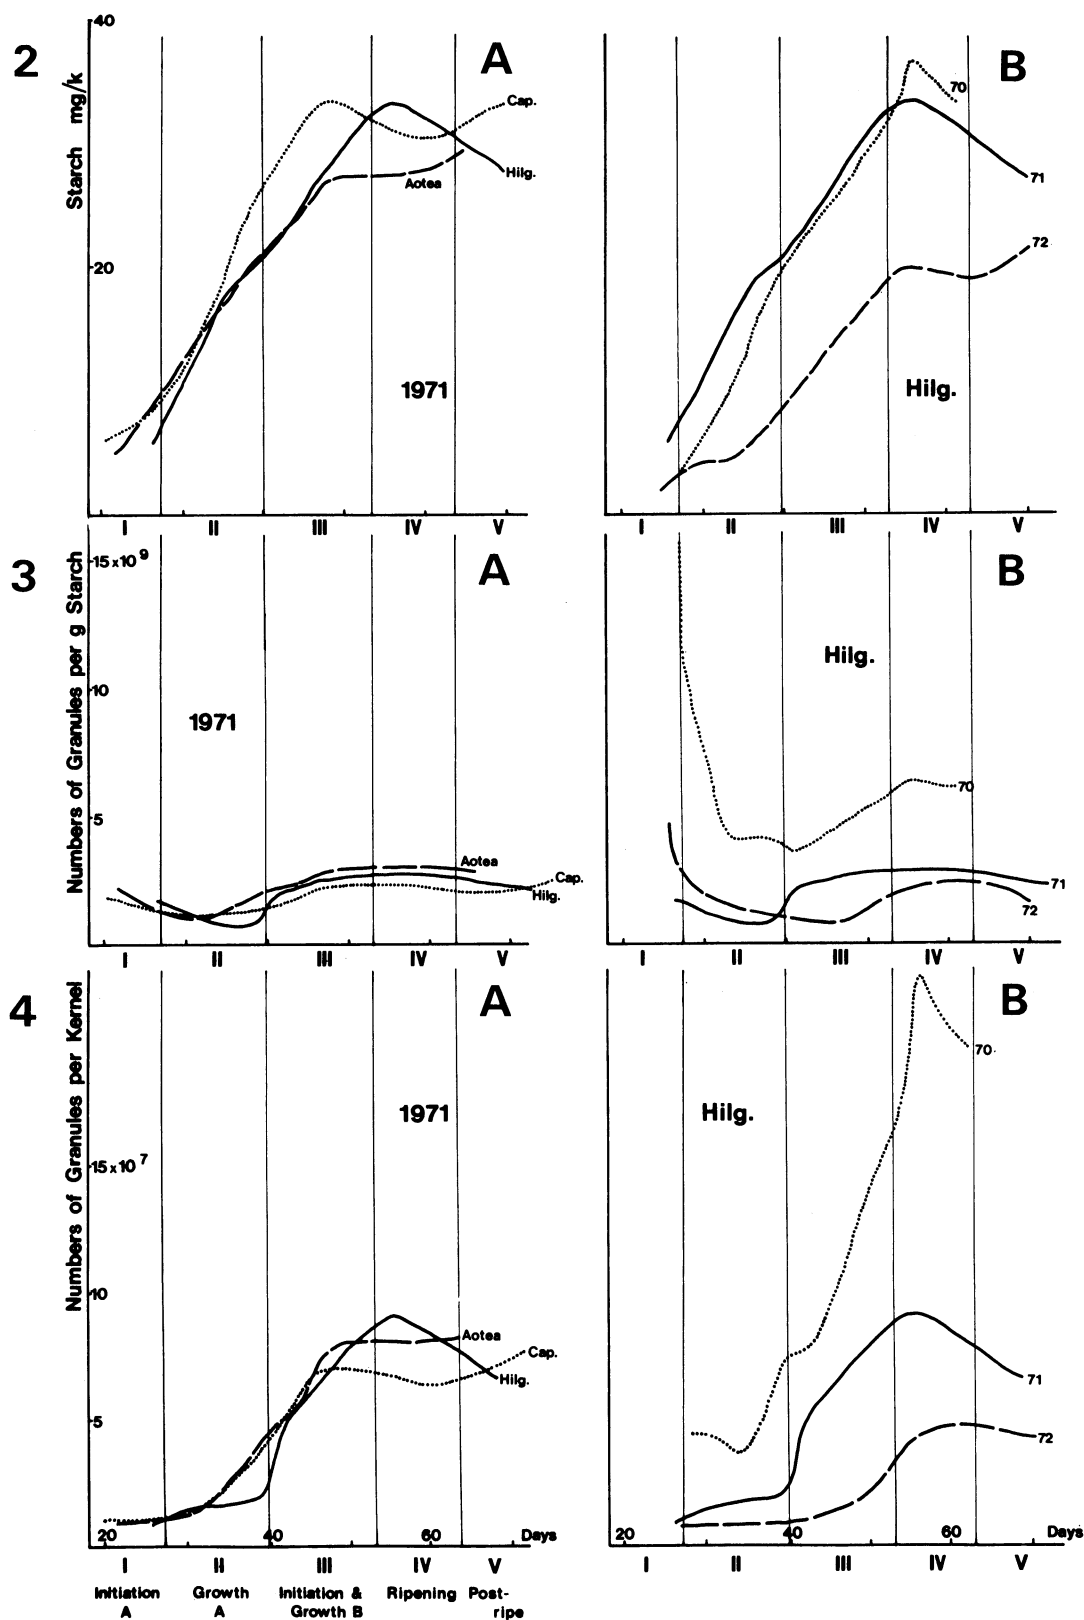 2
A
B
40
20
Starch mg/k
Cap.
Hilg.
Aotea
1971
70
71
72
Hilg.
I II III IV V
I II III IV V
3
A
B
15x10 9
10
5
Numbers of Granules per g Starch
1971
Aotea
Cap.
Hilg.
Hilg.
70
71
72
I II III IV V
I II III IV V
4
A
B
15x10 7
10
5
Numbers of Granules per Kernel
1971
Aotea
Cap.
Hilg.
Hilg.
70
71
72
20 40 60 Days
20 40 60 Days
I II III IV V
I II III IV V
Initiation Growth Initiation & Ripening Post-
A A Growth B ripe